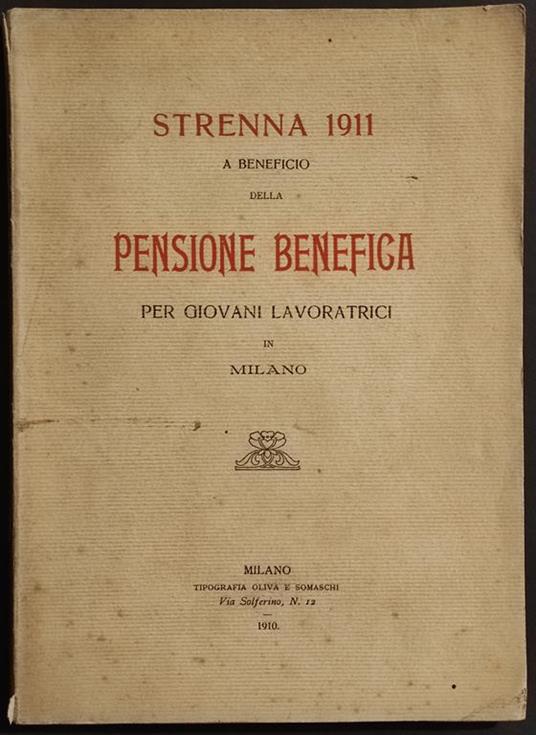 STRENNA 1911
A BENEFICIO
DELLA
PENSIONE BENEFICA
PER GIOVANI LAVORATRICI
IN
MILANO
MILANO
TIPOGRAFIA OLIVA E SOMASCHI
Via Solferino, N. 12
1910.